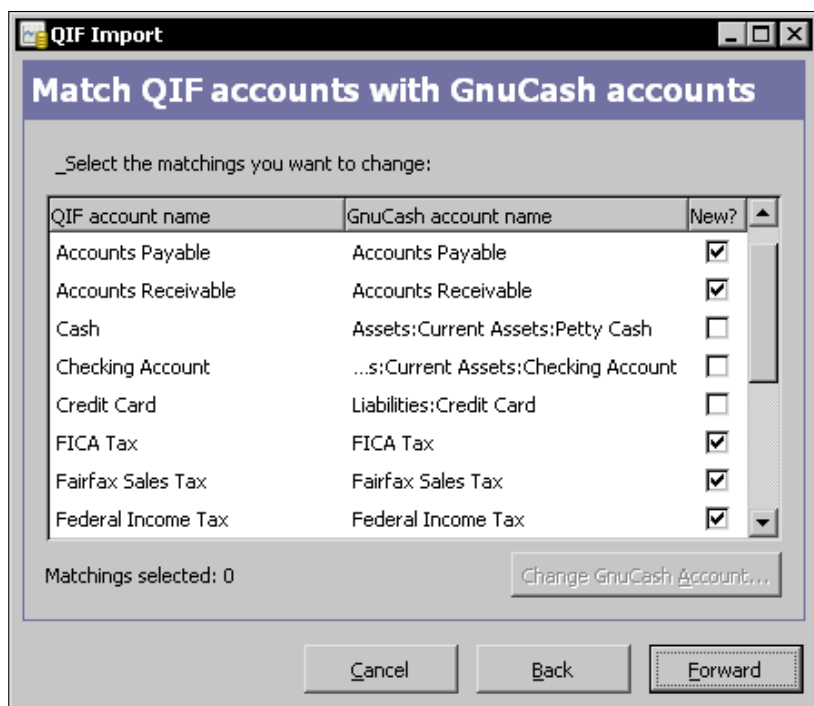 QIF Import
Match QIF accounts with GnuCash accounts
_Select the matchings you want to change:
QIF account name GnuCash account name New?
Accounts Payable Accounts Payable
Accounts Receivable Accounts Receivable
Cash Assets:Current Assets:Petty Cash
Checking Account ...s:Current Assets:Checking Account
Credit Card Liabilities:Credit Card
FICA Tax FICA Tax
Fairfax Sales Tax Fairfax Sales Tax
Federal Income Tax Federal Income Tax
Matchings selected: 0 Change GnuCash Account...
Cancel Back Forward